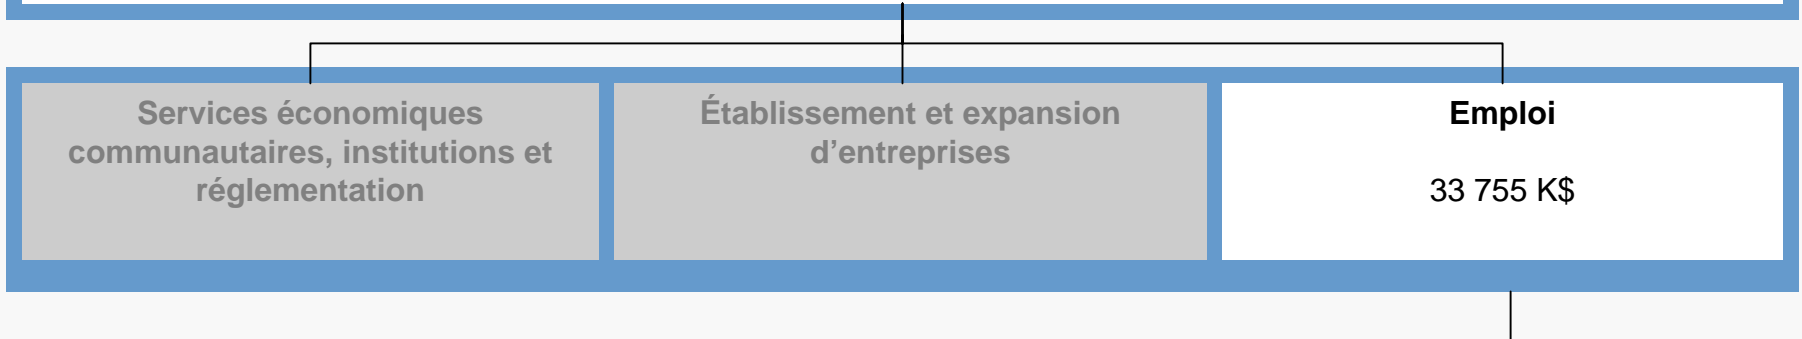 Services économiques
communautaires, institutions et
réglementation
Établissement et expansion
d’entreprises
Emploi
33 755 K$